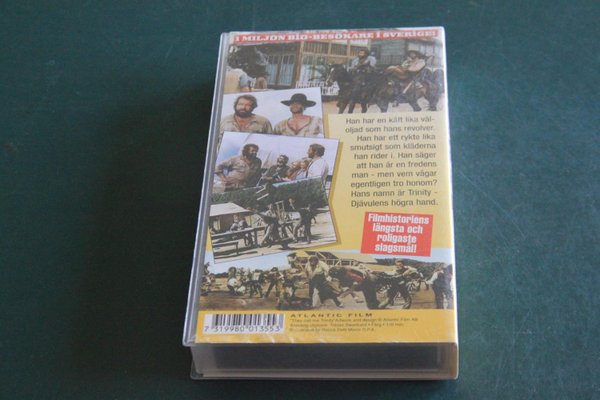 1 MILJON BIO-BESÖKARE I SVERIGE!
Han har en käft lika väl-
oljad som hans revolver.
Han har ett rykte lika
smutsigt som kläderna
han rider i. Han säger
att han är en fredens
man - men vem vågar
egentligen tro honom?
Hans namn är Trinity -
Djävulens högra hand.
Filmhistoriens
längsta och
roligaste
slagsmål!
ATLANTIC FILM
7 319980 013553